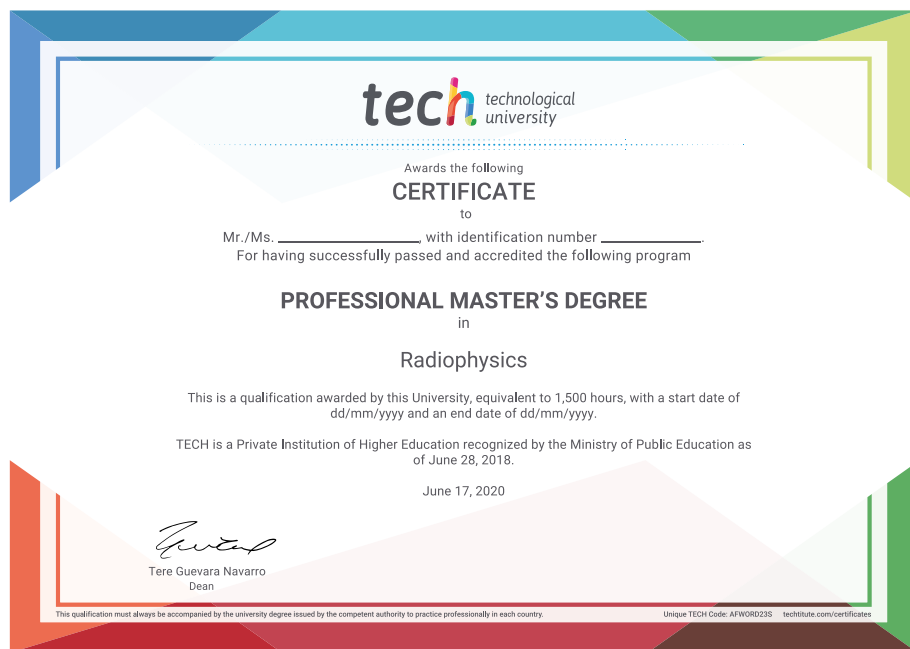 tech technological
university
Awards the following
CERTIFICATE
to
Mr./Ms. ____________________, with identification number ______________.
For having successfully passed and accredited the following program
PROFESSIONAL MASTER'S DEGREE
in
Radiophysics
This is a qualification awarded by this University, equivalent to 1,500 hours, with a start date of
dd/mm/yyyy and an end date of dd/mm/yyyy.
TECH is a Private Institution of Higher Education recognized by the Ministry of Public Education as
of June 28, 2018.
June 17, 2020
Tere Guevara Navarro
Dean
This qualification must always be accompanied by the university degree issued by the competent authority to practice professionally in each country.
Unique TECH Code: AFWORD23S techtitute.com/certificates